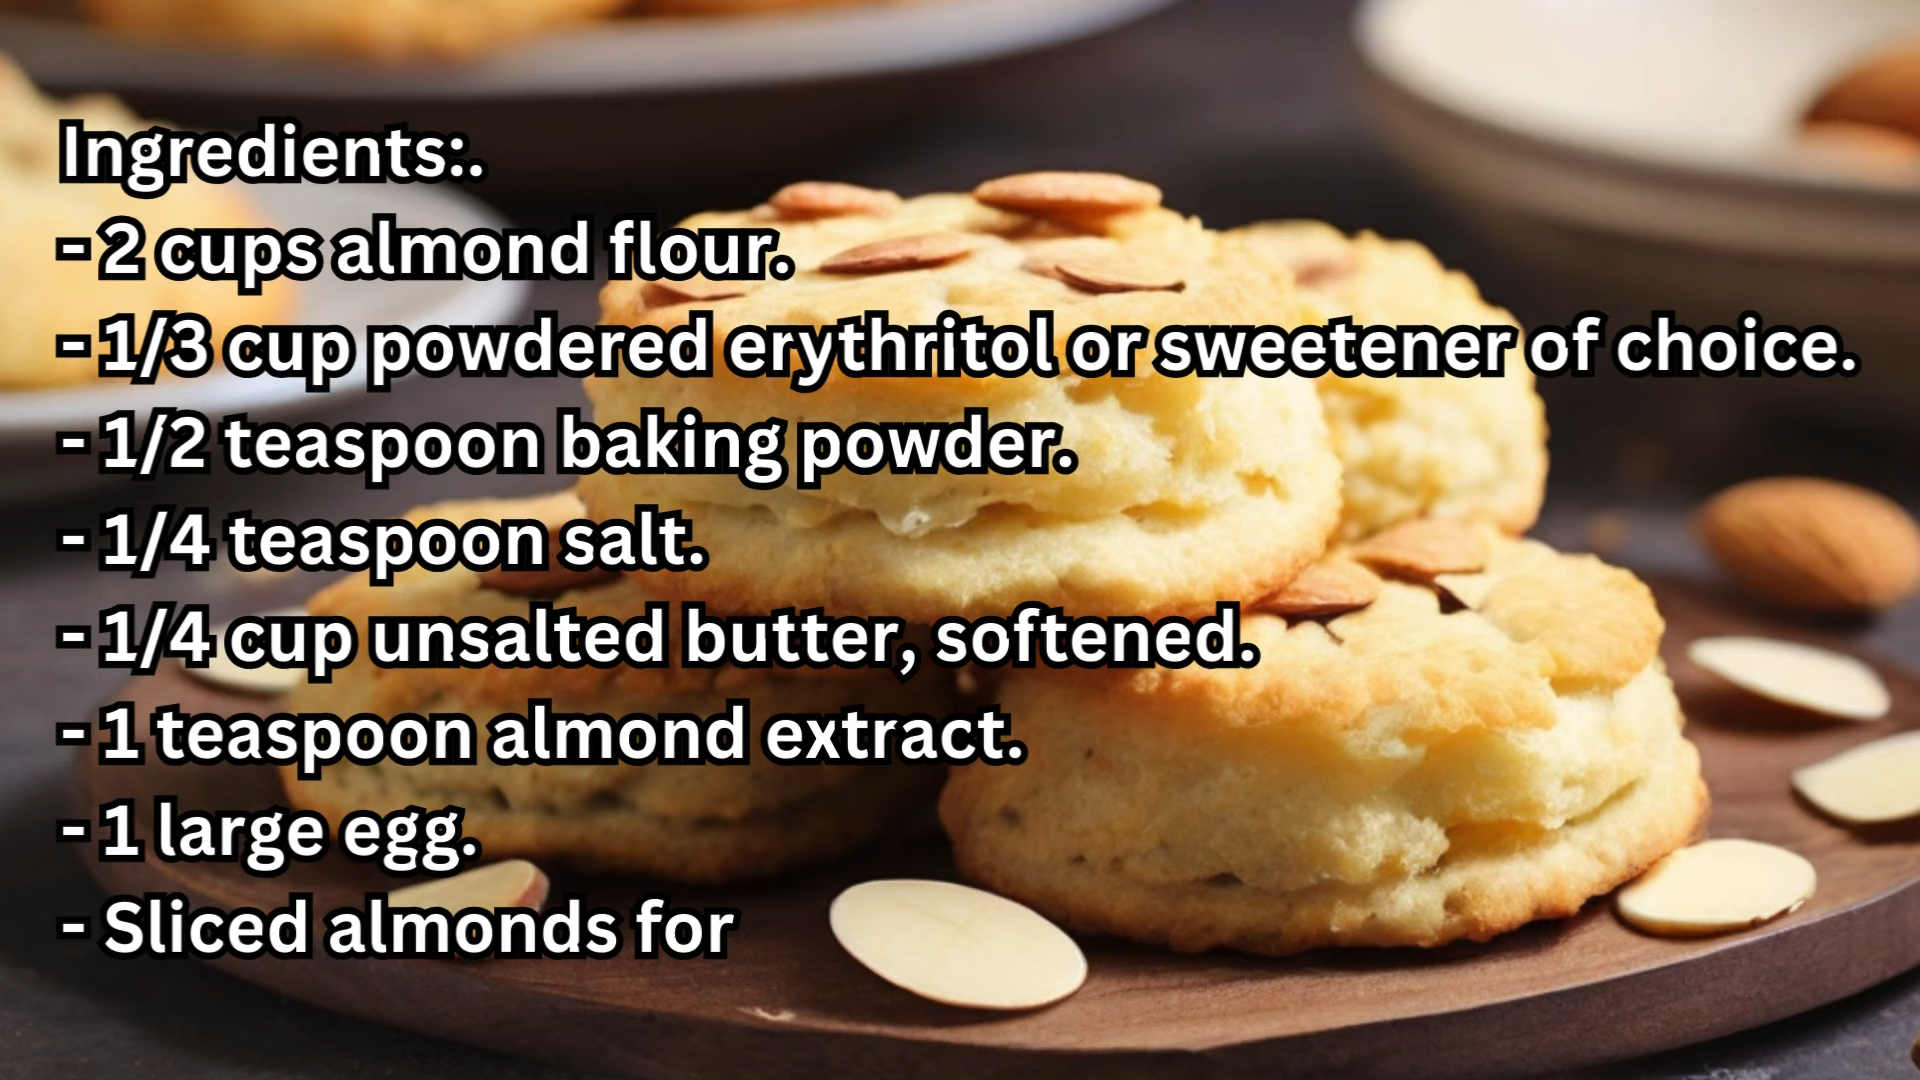 Ingredients:.
- 2 cups almond flour.
- 1/3 cup powdered erythritol or sweetener of choice.
- 1/2 teaspoon baking powder.
- 1/4 teaspoon salt.
- 1/4 cup unsalted butter, softened.
- 1 teaspoon almond extract.
- 1 large egg.
- Sliced almonds for